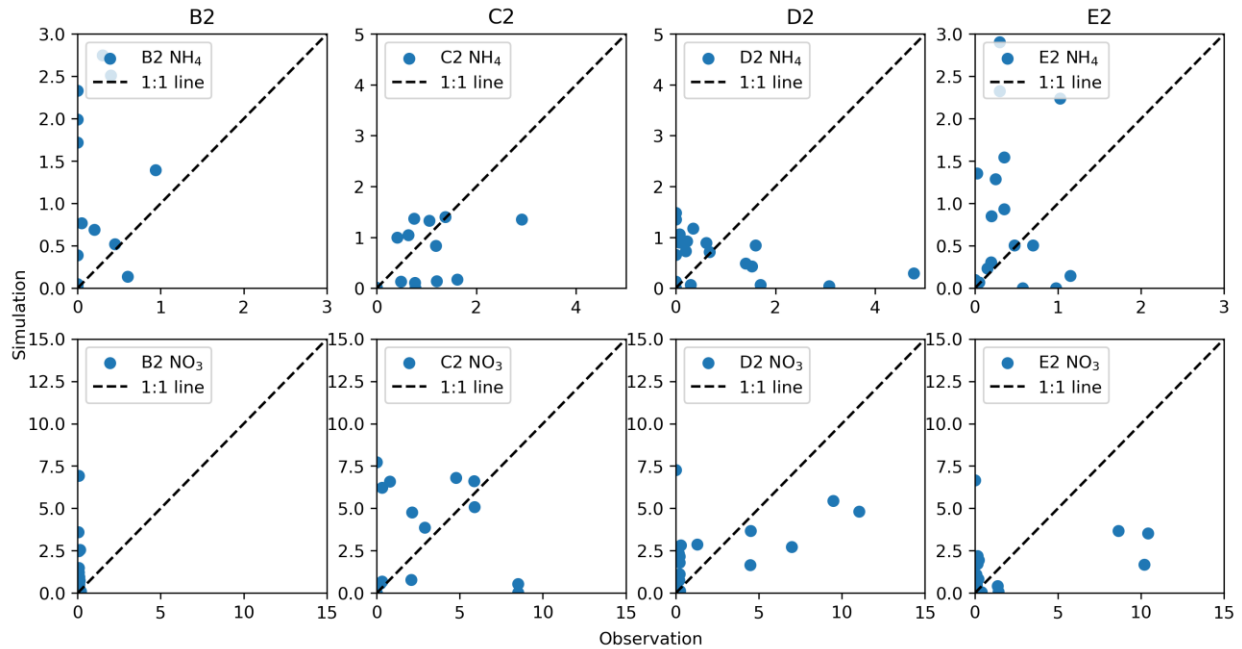 B2 C2 D2 E2
3.0 5 5 3.0
B2 NH₄ C2 NH₄ D2 NH₄ E2 NH₄
1:1 line 1:1 line 1:1 line 1:1 line
2.5 4 4 2.5
2.0 3 3 2.0
1.5 1.5
1.0 2 2 1.0
0.5 1 1 0.5
0.0 0 0 0.0
0 1 2 3 0 2 4 0 2 4 0 1 2 3
Simulation
15.0 15.0 15.0 15.0
B2 NO₃ C2 NO₃ D2 NO₃ E2 NO₃
1:1 line 1:1 line 1:1 line 1:1 line
12.5 12.5 12.5 12.5
10.0 10.0 10.0 10.0
7.5 7.5 7.5 7.5
5.0 5.0 5.0 5.0
2.5 2.5 2.5 2.5
0.0 0.0 0.0 0.0
0 5 10 15 0 5 10 15 0 5 10 15 0 5 10 15
Observation